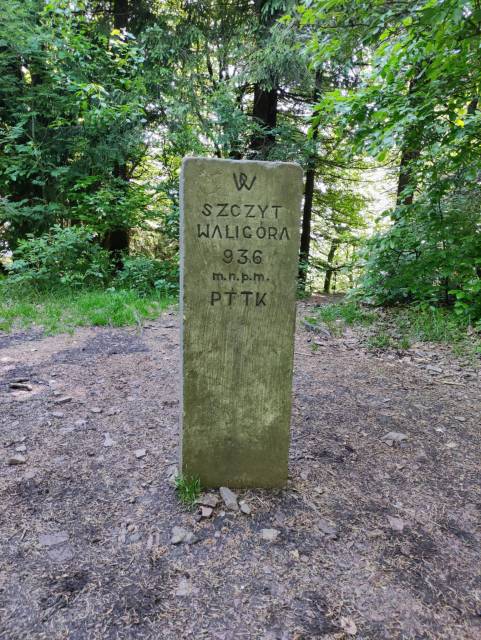 W
SZCZYT
WALIGÓRA
936
m.n.p.m.
PTTK